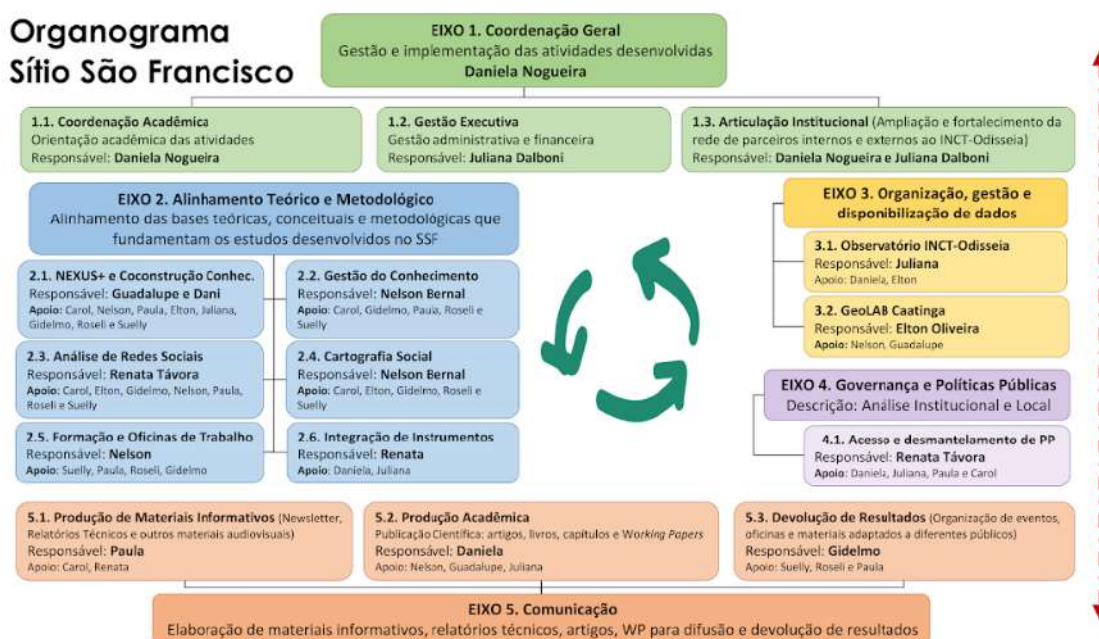 Organograma
Sítio São Francisco
EIXO 1. Coordenação Geral
Gestão e implementação das atividades desenvolvidas
Daniela Nogueira
1.1. Coordenação Acadêmica
Orientação acadêmica das atividades
Responsável: Daniela Nogueira
1.2. Gestão Executiva
Gestão administrativa e financeira
Responsável: Juliana Dalboni
1.3. Articulação Institucional (Ampliação e fortalecimento da
rede de parceiros internos e externos ao INCT-Odisseia)
Responsável: Daniela Nogueira e Juliana Dalboni
EIXO 2. Alinhamento Teórico e Metodológico
Alinhamento das bases teóricas, conceituais e metodológicas que
fundamentam os estudos desenvolvidos no SSF
2.1. NEXUS+ e Coconstrução Conhec.
Responsável: Guadalupe e Dani
Apoio: Carol, Nelson, Paula, Elton, Juliana,
Gidelmo, Roseli e Suelly
2.2. Gestão do Conhecimento
Responsável: Nelson Bernal
Apoio: Carol, Gidelmo, Paula, Roseli e
Suelly
2.3. Análise de Redes Sociais
Responsável: Renata Távora
Apoio: Carol, Elton, Gidelmo, Nelson, Paula,
Roseli e Suelly
2.4. Cartografia Social
Responsável: Nelson Bernal
Apoio: Carol, Elton, Gidelmo, Roseli e
Suelly
2.5. Formação e Oficinas de Trabalho
Responsável: Nelson
Apoio: Suelly, Paula, Roseli, Gidelmo
2.6. Integração de Instrumentos
Responsável: Renata
Apoio: Daniela, Juliana
EIXO 3. Organização, gestão e
disponibilização de dados
3.1. Observatório INCT-Odisseia
Responsável: Juliana
Apoio: Daniela, Elton
3.2. GeoLAB Caatinga
Responsável: Elton Oliveira
Apoio: Nelson, Guadalupe
EIXO 4. Governança e Políticas Públicas
Descrição: Análise Institucional e Local
4.1. Acesso e desmantelamento de PP
Responsável: Renata Távora
Apoio: Daniela, Juliana, Paula e Carol
5.1. Produção de Materiais Informativos (Newsletter,
Relatórios Técnicos e outros materiais audiovisuais)
Responsável: Paula
Apoio: Carol, Renata
5.2. Produção Acadêmica
Publicação Científica: artigos, livros, capítulos e Working Papers
Responsável: Daniela
Apoio: Nelson, Guadalupe, Juliana
5.3. Devolução de Resultados (Organização de eventos,
oficinas e materiais adaptados a diferentes públicos)
Responsável: Gidelmo
Apoio: Suelly, Roseli e Paula
EIXO 5. Comunicação
Elaboração de materiais informativos, relatórios técnicos, artigos, WP para difusão e devolução de resultados